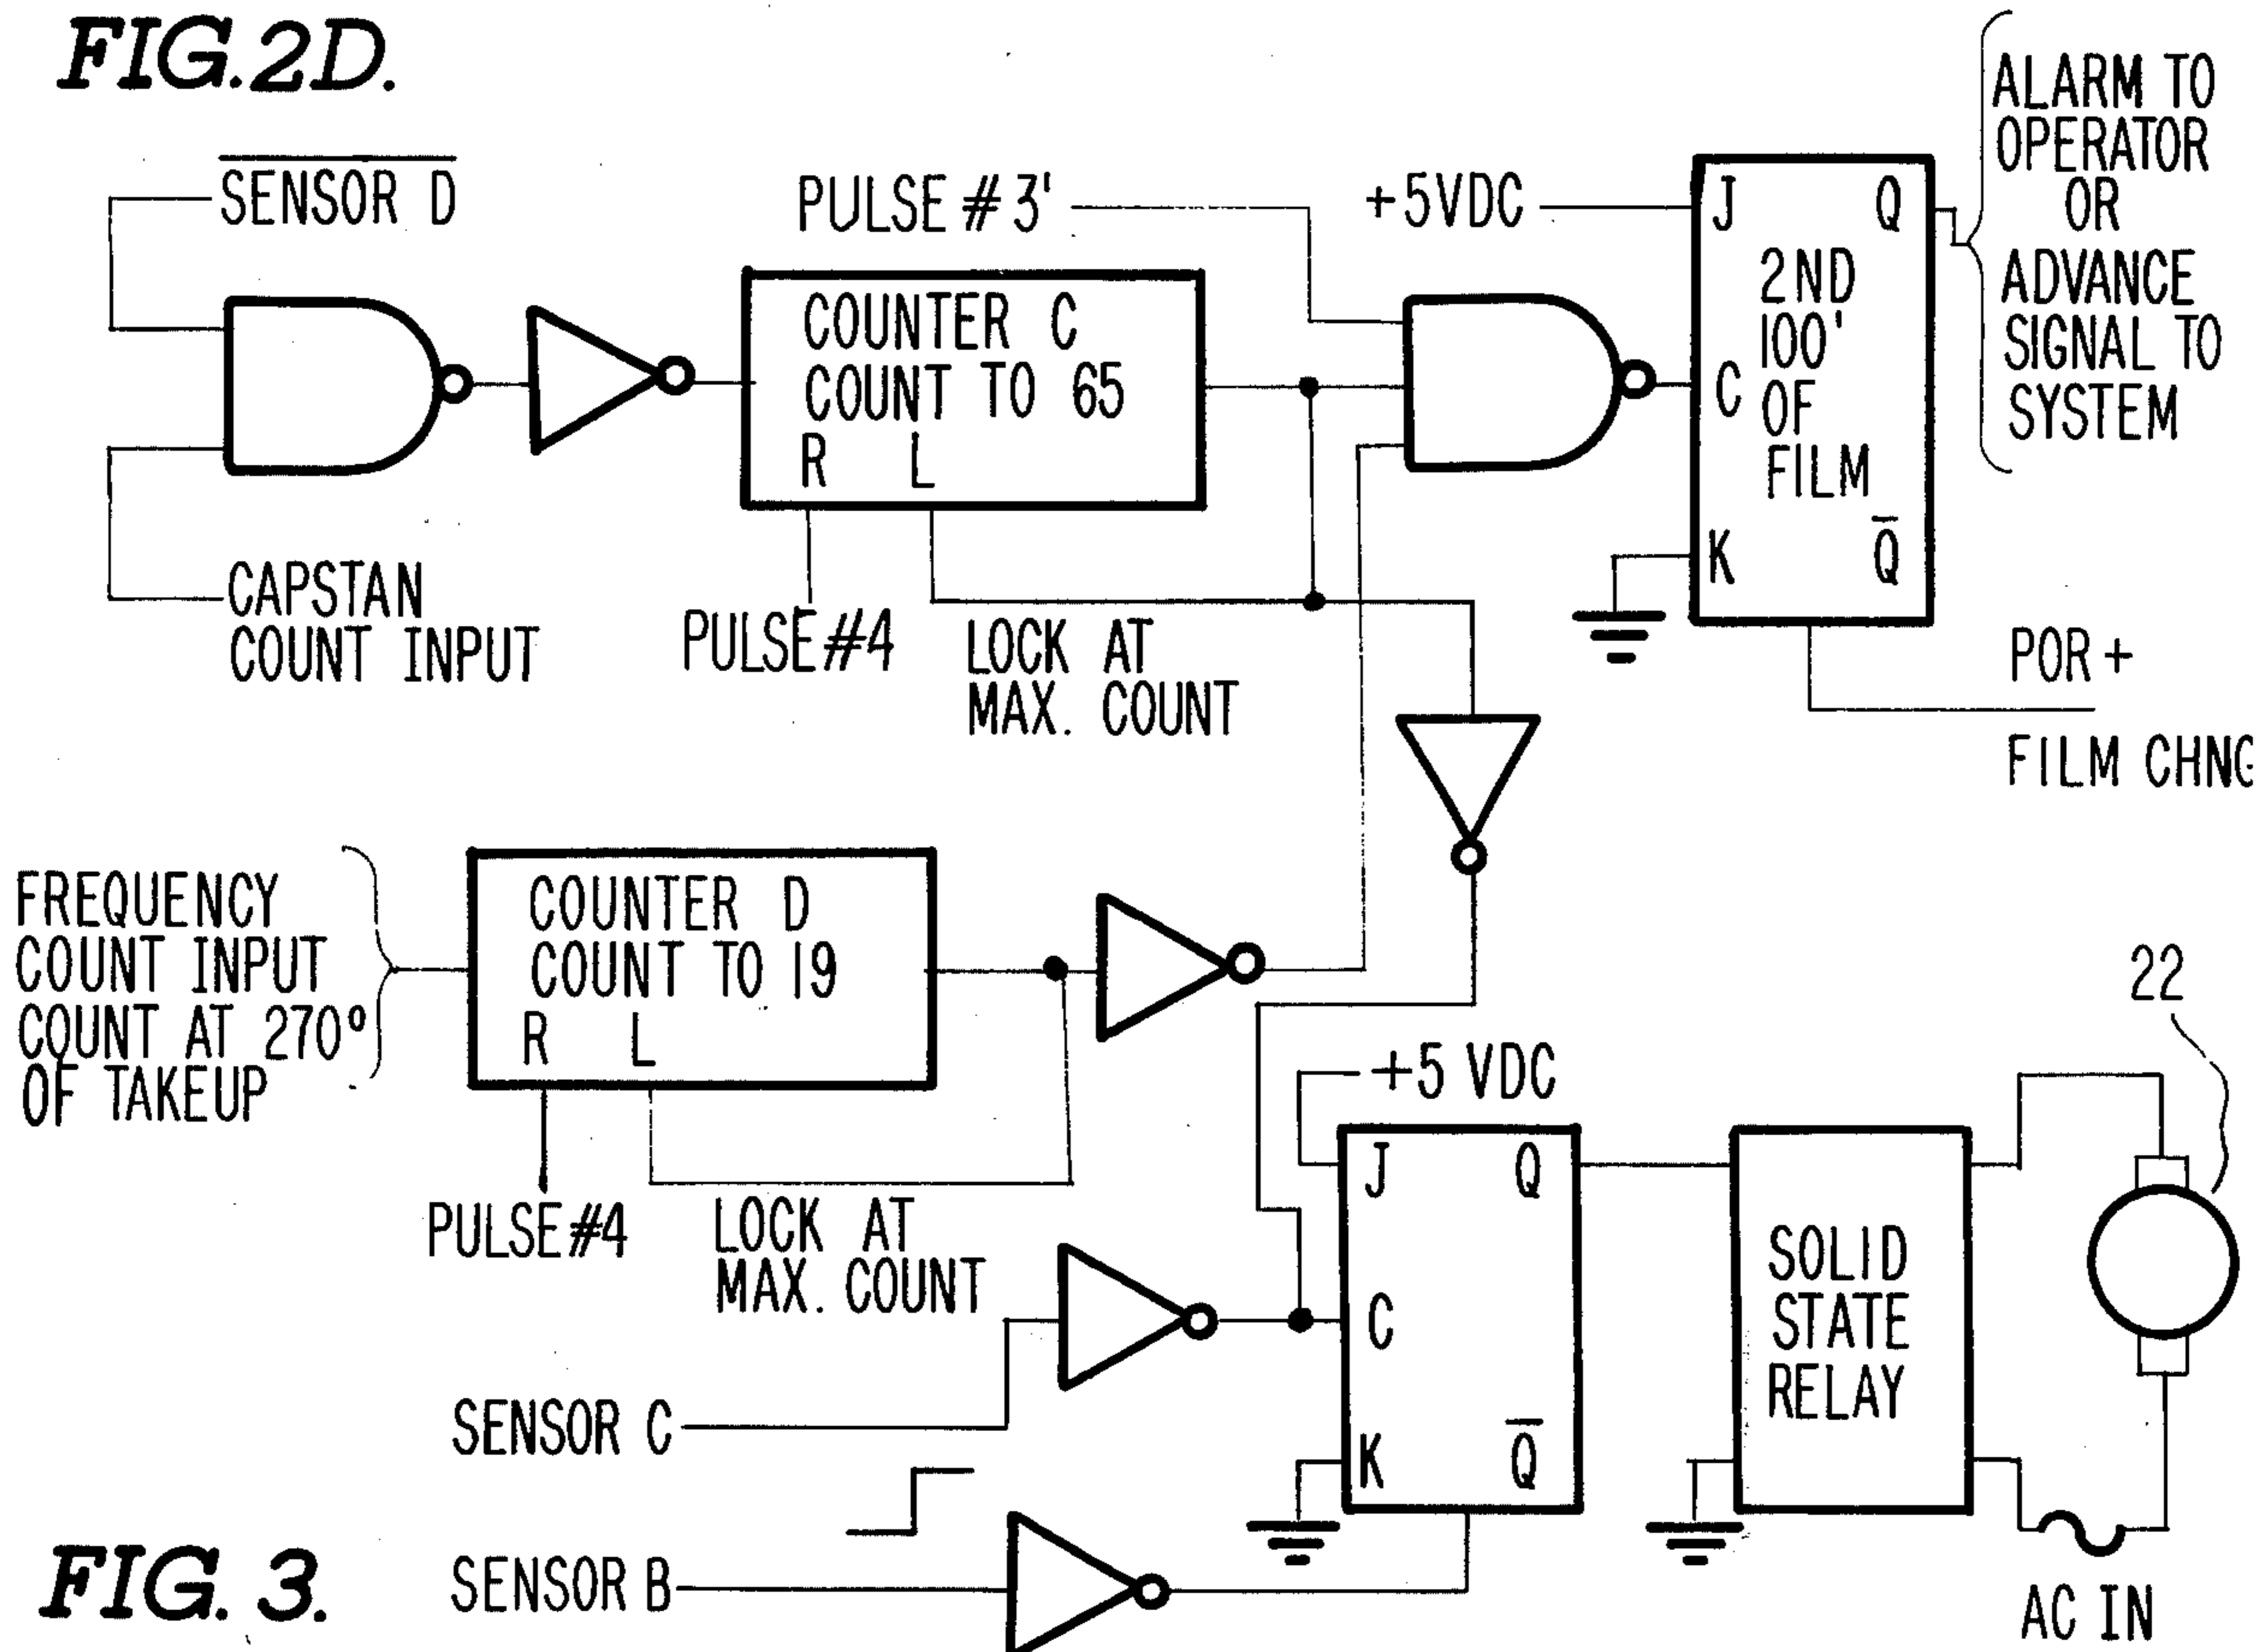 FIG. 2D.
SENSOR D
CAPSTAN
COUNT INPUT
COUNTER C
COUNT TO 65
R L
PULSE #4
LOCK AT
MAX. COUNT
PULSE #3'
+5VDC
J Q
2ND
100'
C OF
FILM
K Q̅
ALARM TO
OPERATOR
OR
ADVANCE
SIGNAL TO
SYSTEM
POR +
FILM CHNG
FREQUENCY
COUNT INPUT
COUNT AT 270°
OF TAKEUP
COUNTER D
COUNT TO 19
R L
PULSE #4
LOCK AT
MAX. COUNT
FIG. 3.
SENSOR C
SENSOR B
+5 VDC
J Q
C
K Q̅
SOLID
STATE
RELAY
22
AC IN